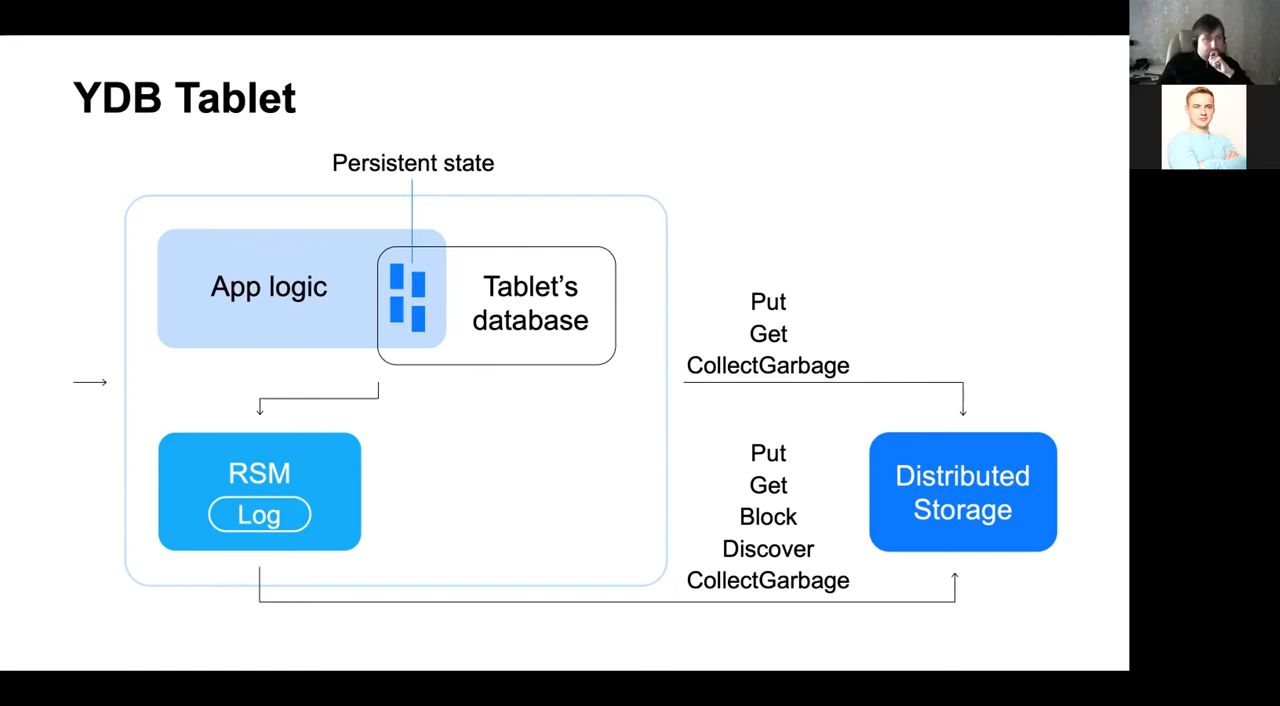 YDB Tablet
Persistent state
App logic
Tablet's
database
Put
Get
CollectGarbage
RSM
Log
Put
Get
Block
Discover
CollectGarbage
Distributed
Storage